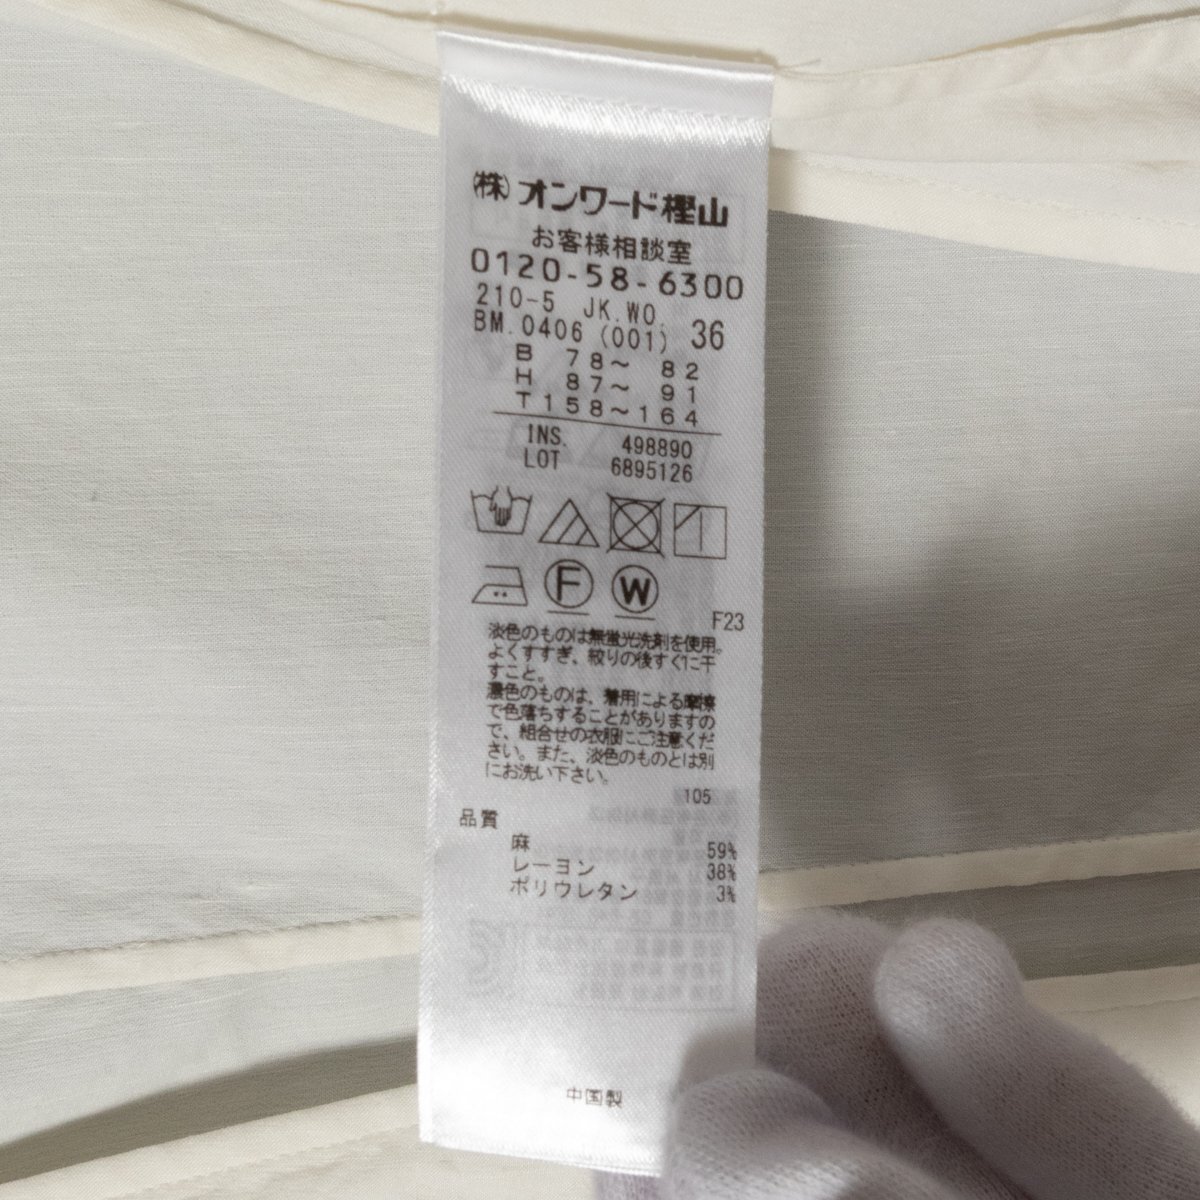 (株)オンワード樫山
お客様相談室
0120-58-6300
210-5 JK.WO.
BM.0406 (001) 36
B 78～ 82
H 87～ 91
T158～164
INS. 498890
LOT 6895126
F W
F23
淡色のものは無蛍光洗剤を使用。
よくすすぎ、絞りの後すぐに干
すこと。
濃色のものは、着用による摩擦
で色落ちすることがありますの
で、組合せの衣服にご注意くだ
さい。また、淡色のものとは別
にお洗い下さい。
105
品質
麻 59%
レーヨン 38%
ポリウレタン 3%
中国製